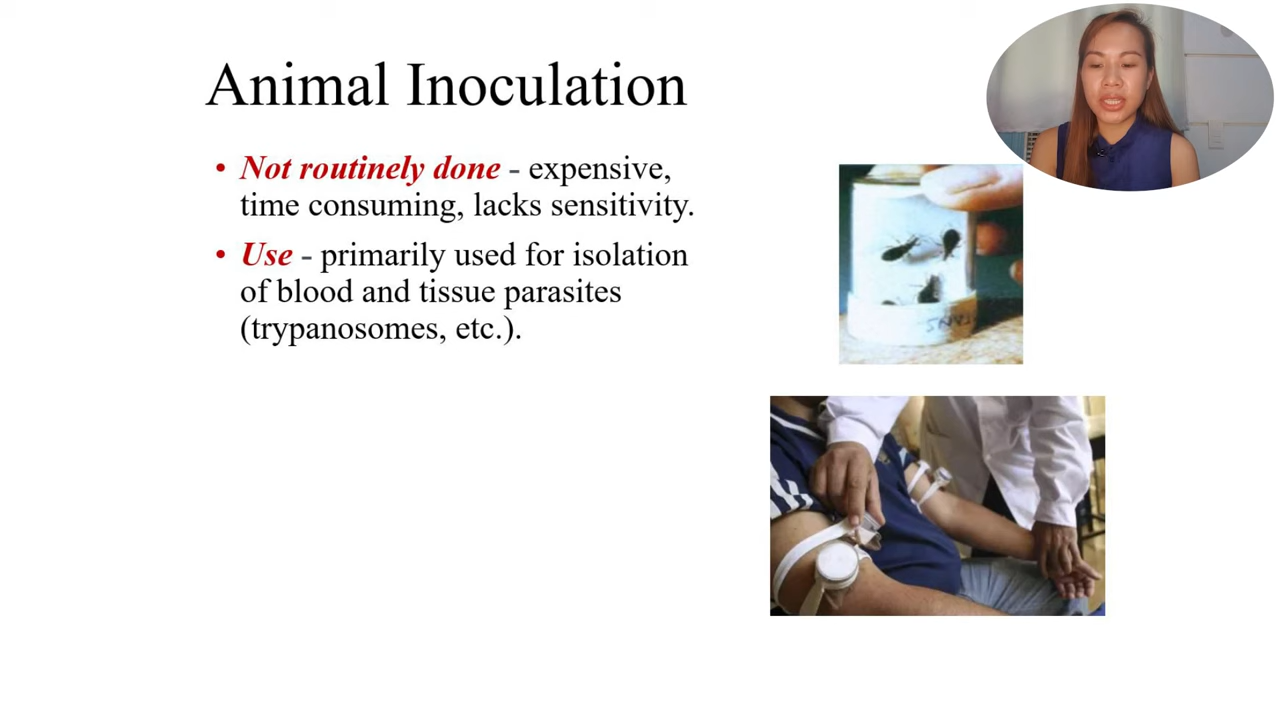 Animal Inoculation
• Not routinely done - expensive,
time consuming, lacks sensitivity.
• Use - primarily used for isolation
of blood and tissue parasites
(trypanosomes, etc.).